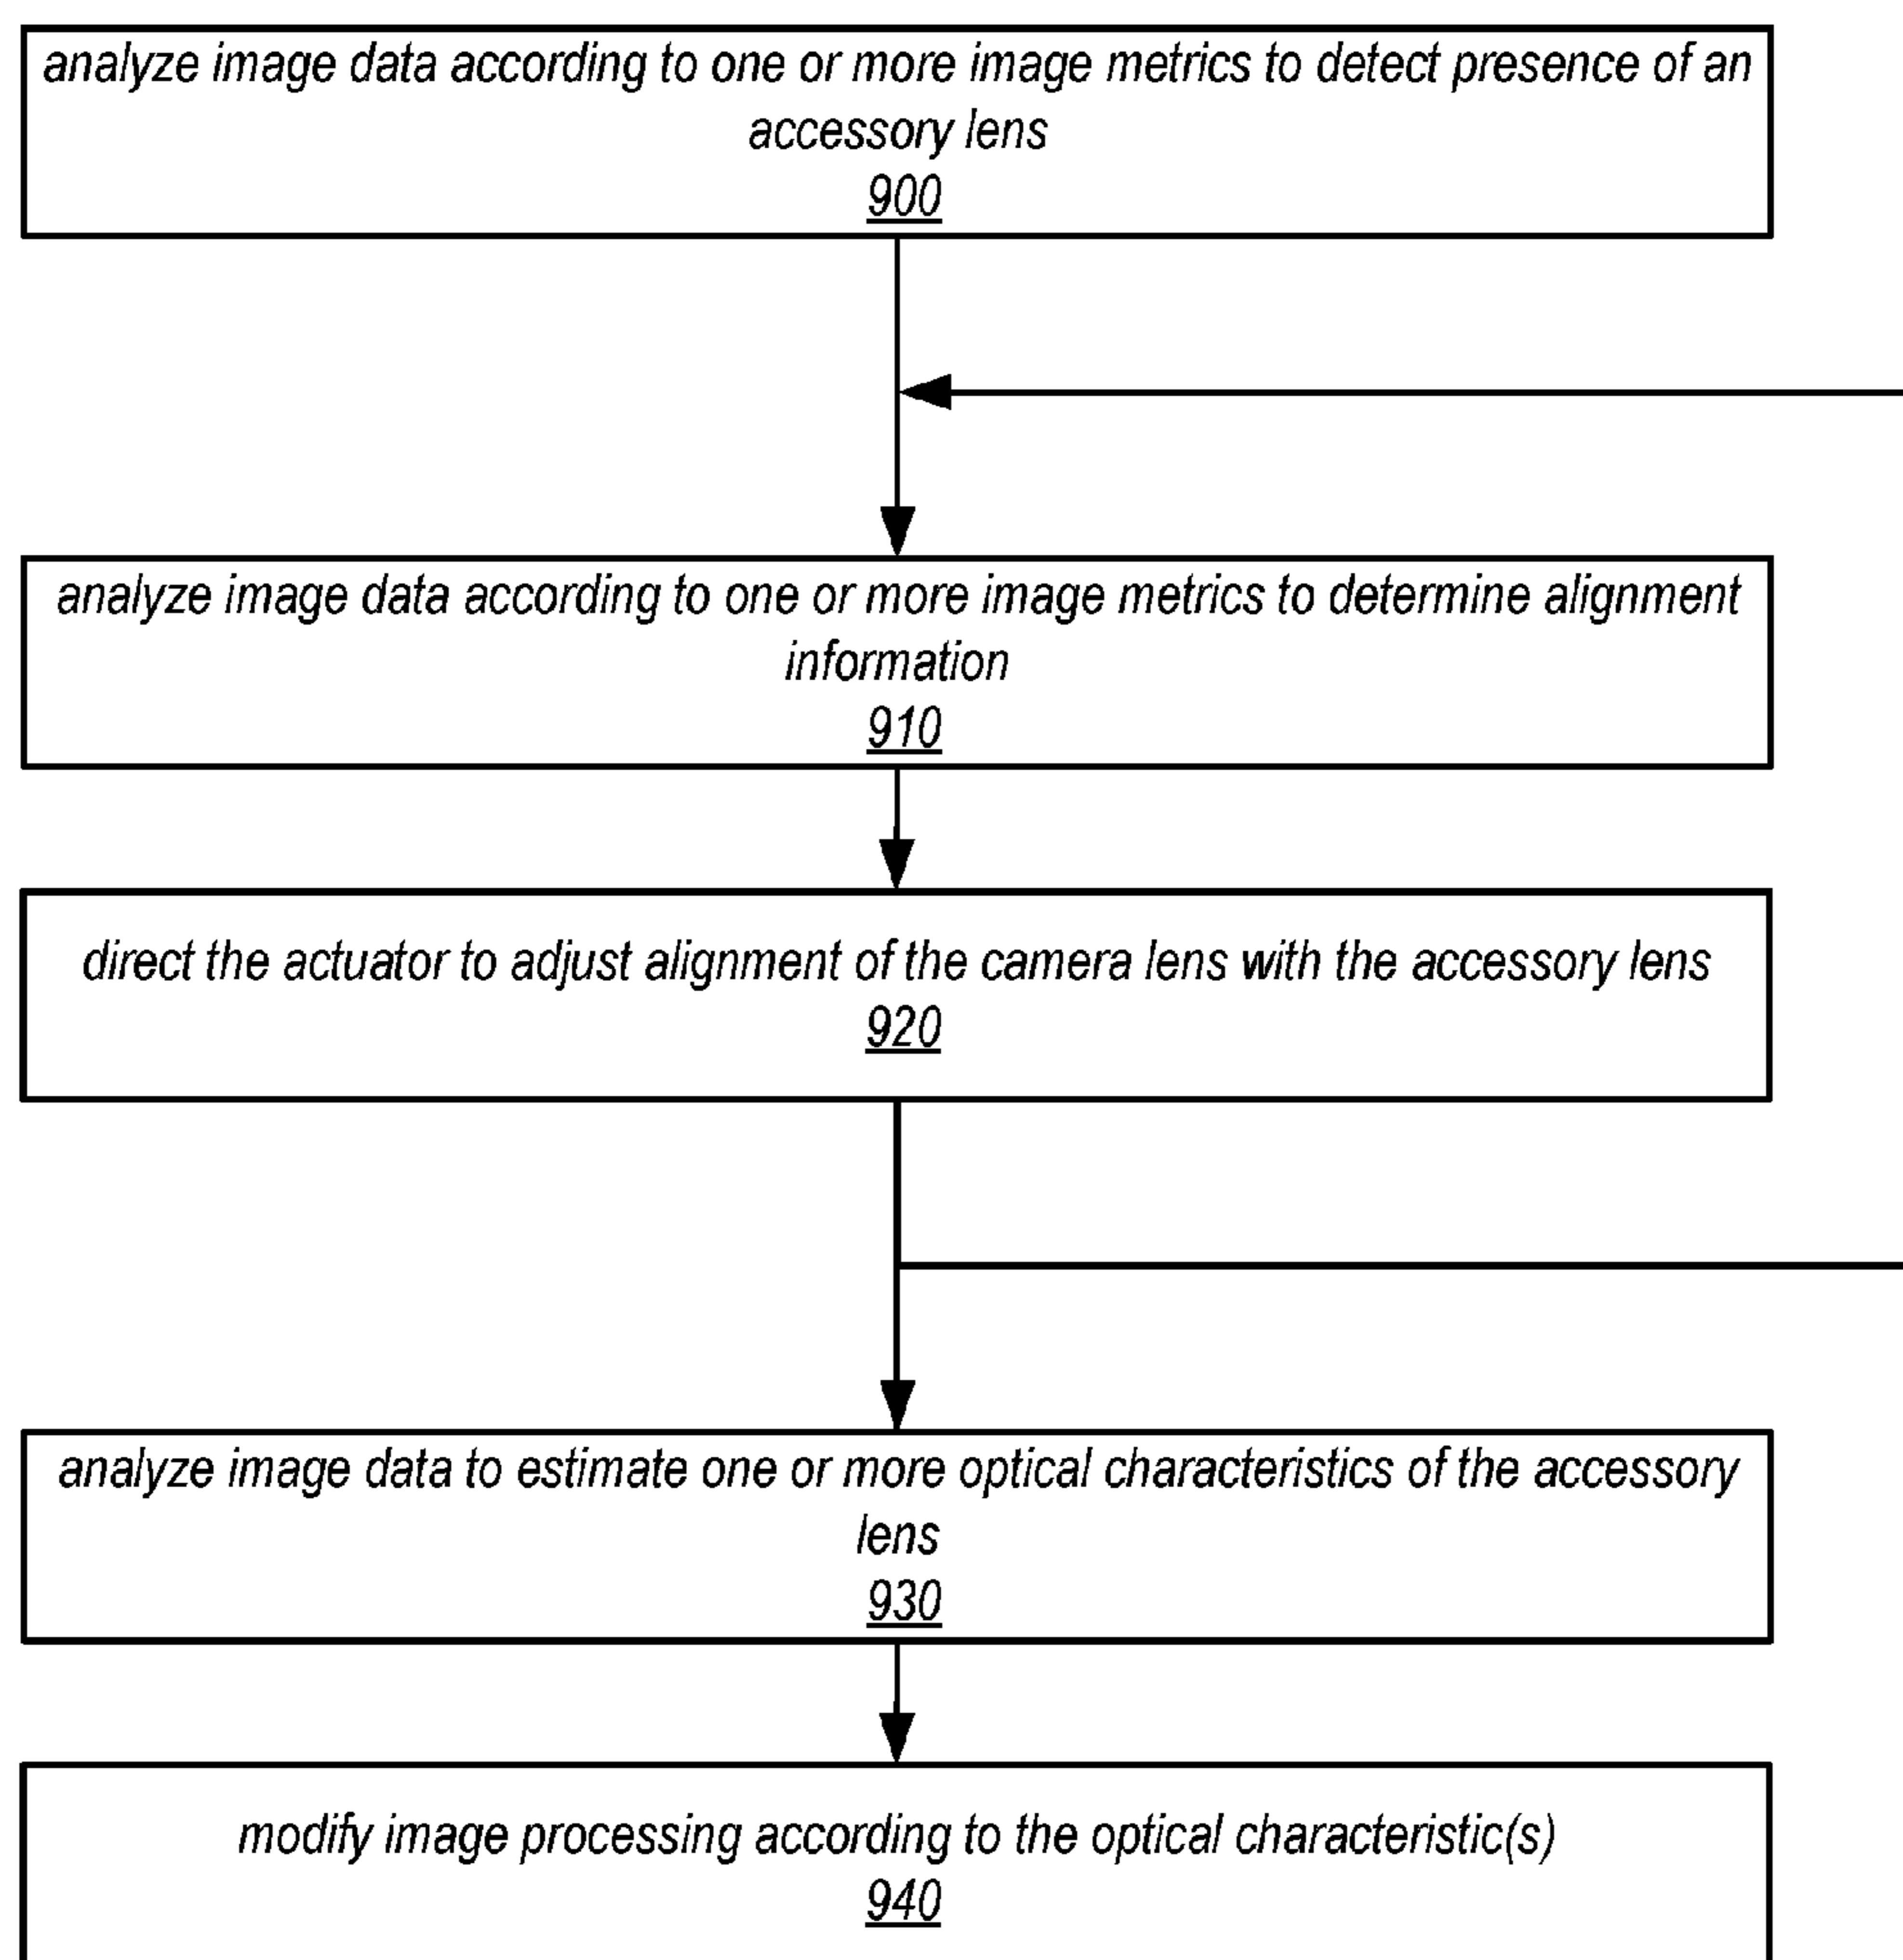 analyze image data according to one or more image metrics to detect presence of an
accessory lens
900
analyze image data according to one or more image metrics to determine alignment
information
910
direct the actuator to adjust alignment of the camera lens with the accessory lens
920
analyze image data to estimate one or more optical characteristics of the accessory
lens
930
modify image processing according to the optical characteristic(s)
940